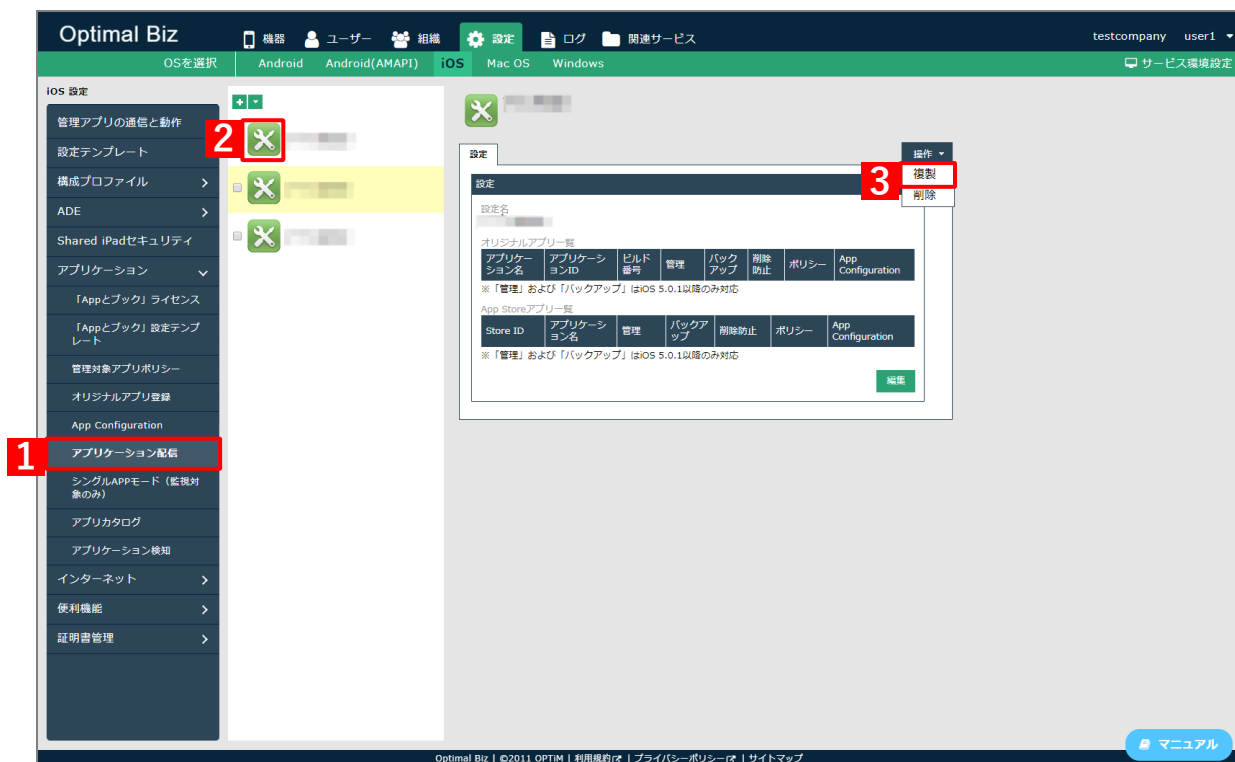 Optimal Biz
機器 ユーザー 組織 設定 ログ 関連サービス
testcompany user1
OSを選択 Android Android(AMAPI) iOS Mac OS Windows
サービス環境設定
iOS 設定
管理アプリの通信と動作
設定テンプレート
構成プロファイル
ADE
Shared iPadセキュリティ
アプリケーション
「Appとブック」ライセンス
「Appとブック」設定テンプ
レート
管理対象アプリポリシー
オリジナルアプリ登録
App Configuration
1
アプリケーション配信
シングルAPPモード（監視対
象のみ）
アプリカタログ
アプリケーション検知
インターネット
便利機能
証明書管理
2
設定
操作
3
複製
削除
設定
設定名
オリジナルアプリ一覧
アプリケー
ション名
アプリケーシ
ョンID
ビルド
番号
管理
バック
アップ
削除
防止
ポリシー
App
Configuration
※「管理」および「バックアップ」はiOS 5.0.1以降のみ対応
App Storeアプリ一覧
Store ID
アプリケーシ
ョン名
管理
バックア
ップ
削除防止
ポリシー
App
Configuration
※「管理」および「バックアップ」はiOS 5.0.1以降のみ対応
編集
マニュアル
Optimal Biz | ©2011 OPTiM | 利用規約 | プライバシーポリシー | サイトマップ